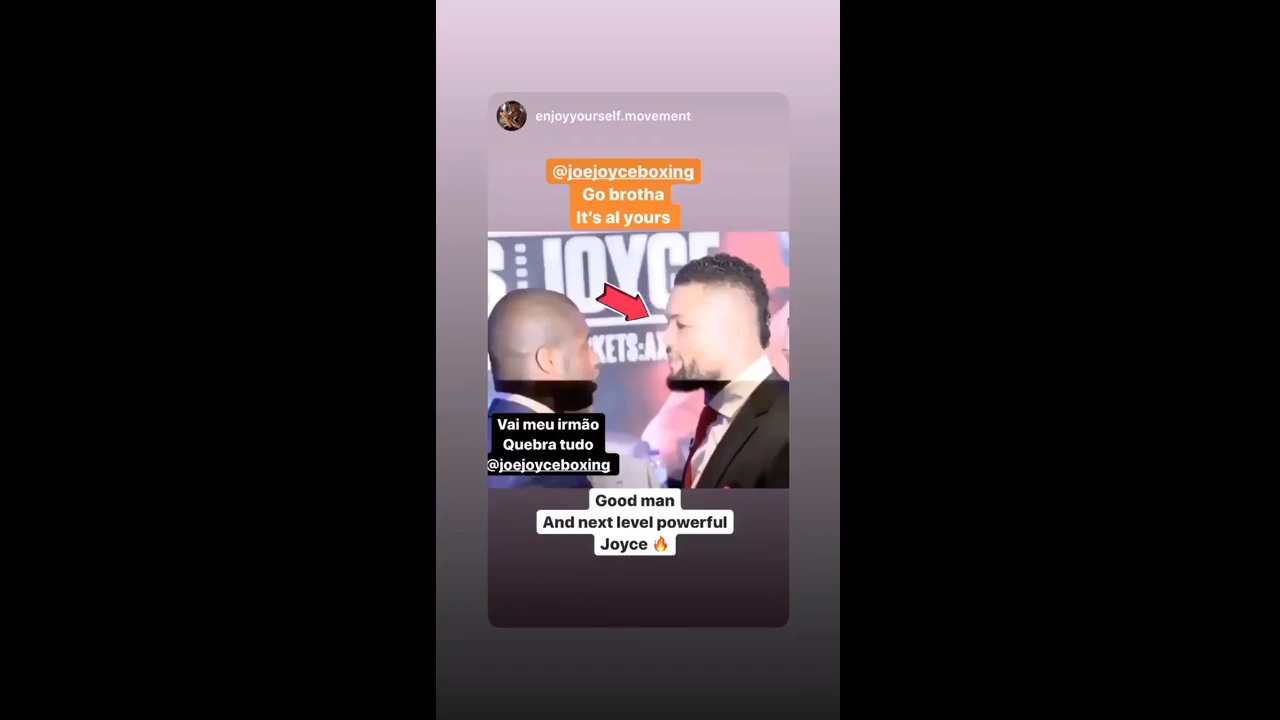 enjoyyourself.movement
@joejoyceboxing
Go brotha
It's al yours
JOYCE
KETS:AX
Vai meu irmão
Quebra tudo
@joejoyceboxing
Good man
And next level powerful
Joyce 🔥